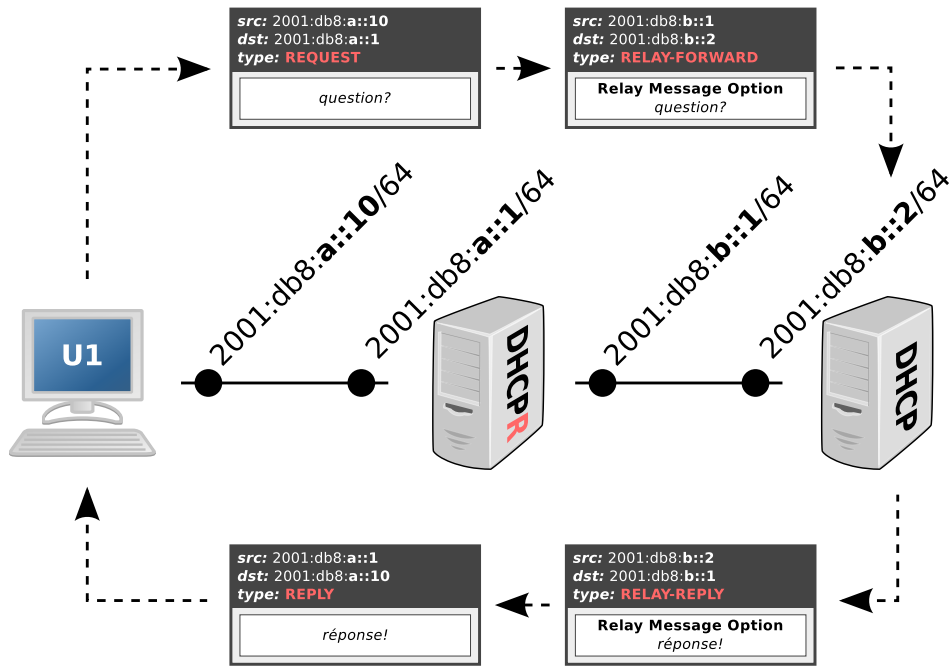 src: 2001:db8:a::10
dst: 2001:db8:a::1
type: REQUEST
question?
src: 2001:db8:b::1
dst: 2001:db8:b::2
type: RELAY-FORWARD
Relay Message Option
question?
2001:db8:a::10/64
2001:db8:a::1/64
2001:db8:b::1/64
2001:db8:b::2/64
U1
DHCPR
DHCP
src: 2001:db8:a::1
dst: 2001:db8:a::10
type: REPLY
réponse!
src: 2001:db8:b::2
dst: 2001:db8:b::1
type: RELAY-REPLY
Relay Message Option
réponse!